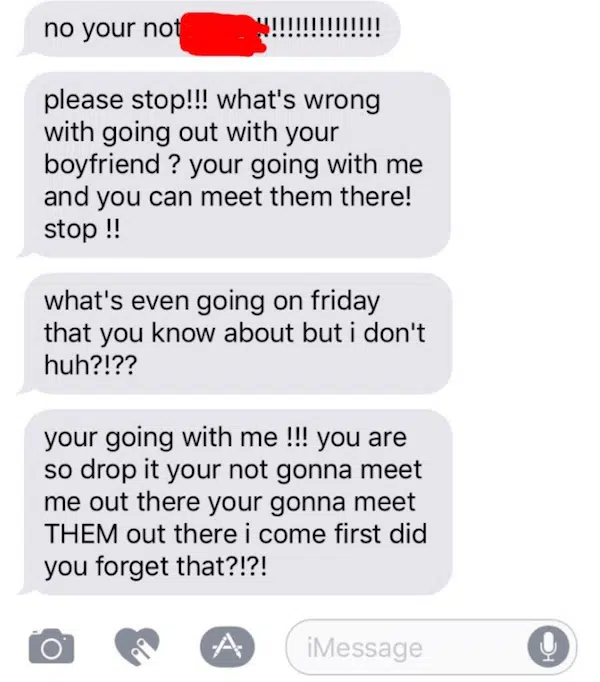 no your not !!!!!!!!!!!!!!!!
please stop!!! what's wrong
with going out with your
boyfriend ? your going with me
and you can meet them there!
stop !!
what's even going on friday
that you know about but i don't
huh?!??
your going with me !!! you are
so drop it your not gonna meet
me out there your gonna meet
THEM out there i come first did
you forget that?!?!
iMessage